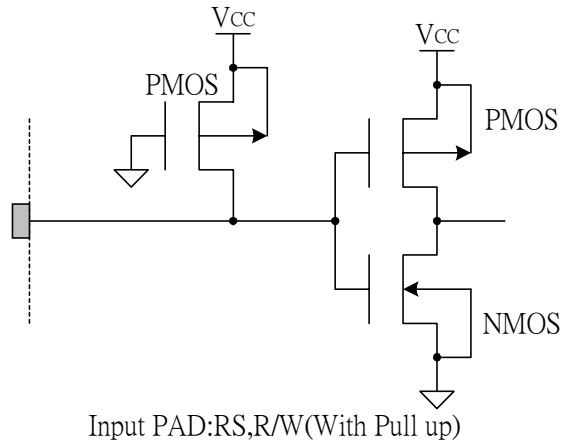 VCC
VCC
PMOS
PMOS
NMOS
Input PAD:RS,R/W(With Pull up)